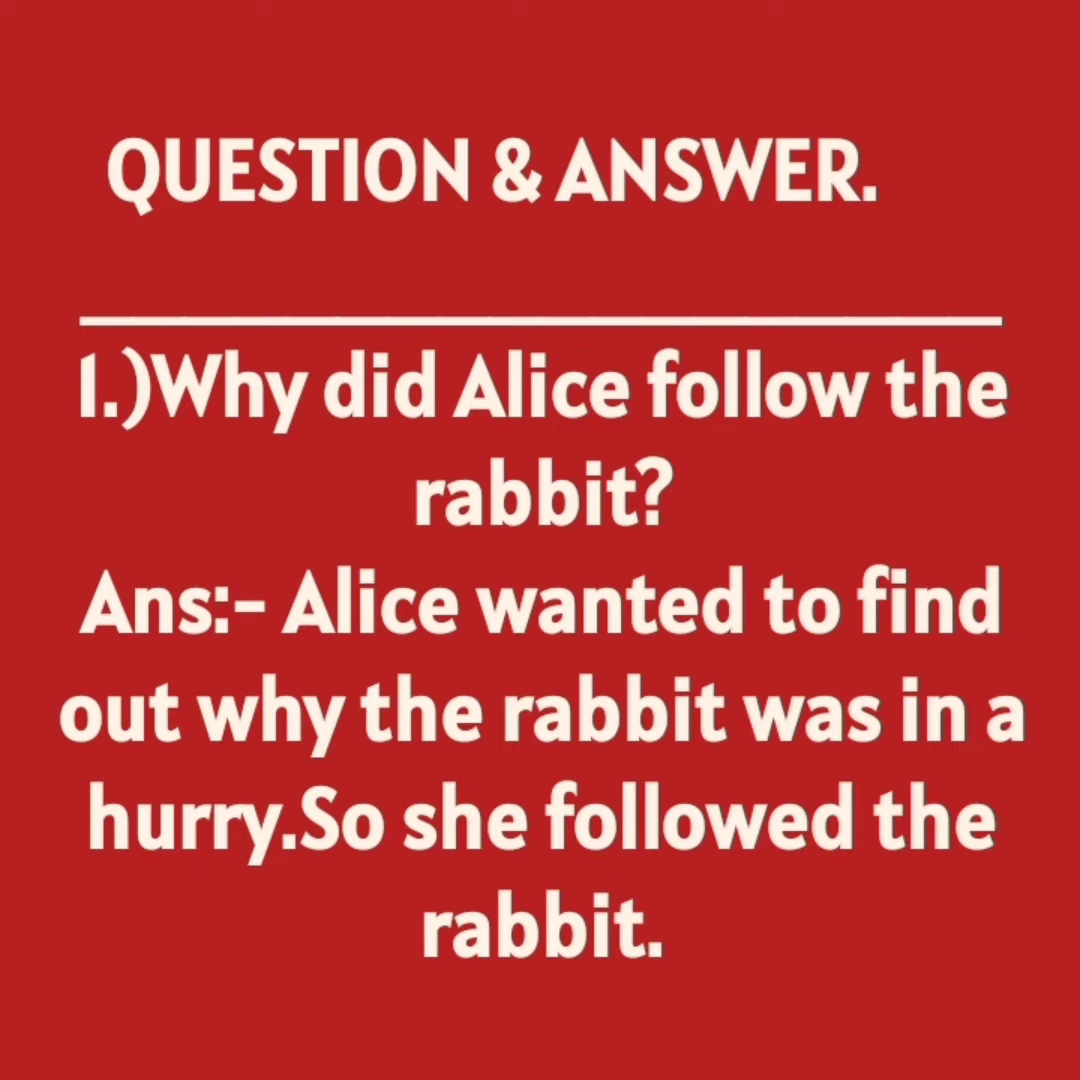 QUESTION & ANSWER.
1.)Why did Alice follow the
rabbit?
Ans:- Alice wanted to find
out why the rabbit was in a
hurry.So she followed the
rabbit.